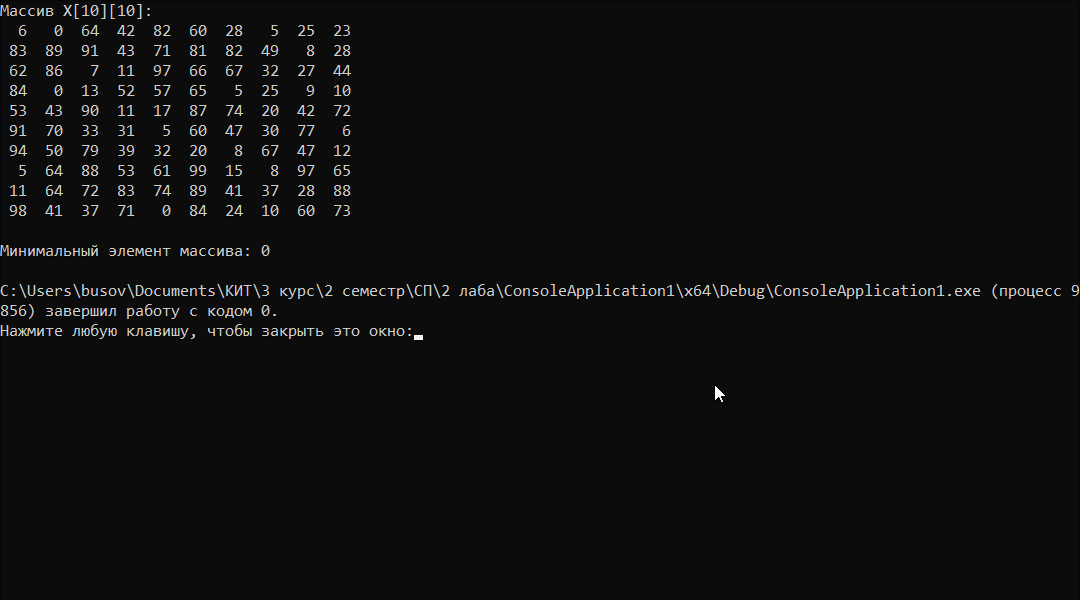 Массив X[10][10]:
  6   0  64  42  82  60  28   5  25  23
 83  89  91  43  71  81  82  49   8  28
 62  86   7  11  97  66  67  32  27  44
 84   0  13  52  57  65   5  25   9  10
 53  43  90  11  17  87  74  20  42  72
 91  70  33  31   5  60  47  30  77   6
 94  50  79  39  32  20   8  67  47  12
  5  64  88  53  61  99  15   8  97  65
 11  64  72  83  74  89  41  37  28  88
 98  41  37  71   0  84  24  10  60  73
Минимальный элемент массива: 0
C:\Users\busov\Documents\КИТ\3 курс\2 семестр\СП\2 лаба\ConsoleApplication1\x64\Debug\ConsoleApplication1.exe (процесс 9
856) завершил работу с кодом 0.
Нажмите любую клавишу, чтобы закрыть это окно: